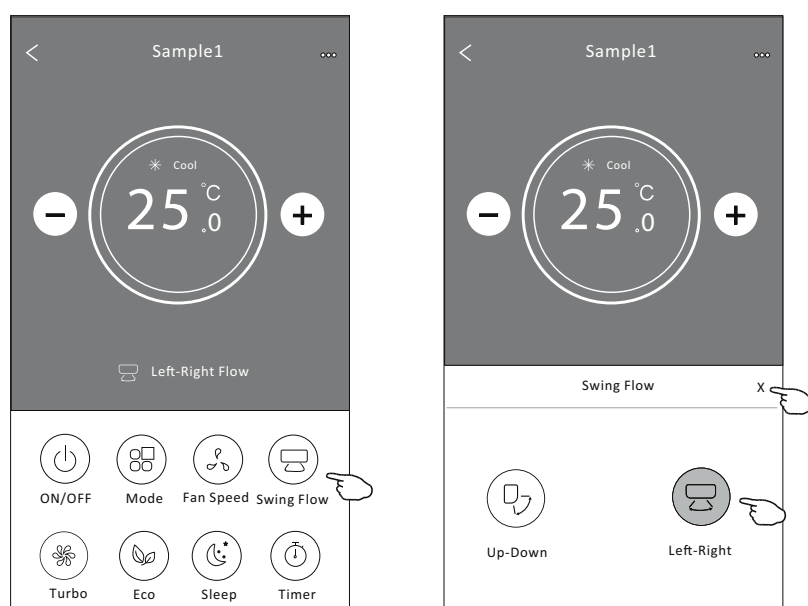 Sample1
Cool
25 °C
.0
Left-Right Flow
ON/OFF Mode Fan Speed Swing Flow
Turbo Eco Sleep Timer
Sample1
Cool
25 °C
.0
Swing Flow X
Up-Down Left-Right